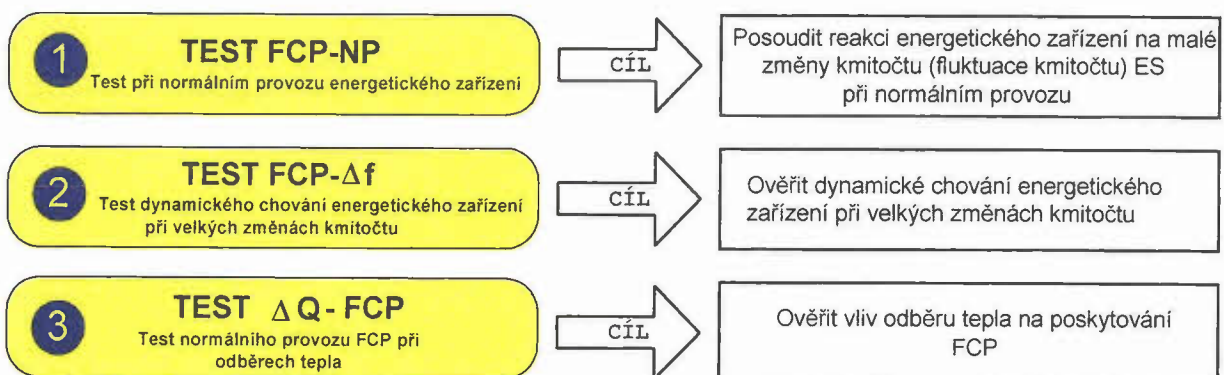 1
TEST FCP-NP
Test při normálním provozu energetického zařízení
CÍL
Posoudit reakci energetického zařízení na malé
změny kmitočtu (fluktuace kmitočtu) ES
při normálním provozu
2
TEST FCP-Δf
Test dynamického chování energetického zařízení
při velkých změnách kmitočtu
CÍL
Ověřit dynamické chování energetického
zařízení při velkých změnách kmitočtu
3
TEST ΔQ-FCP
Test normálního provozu FCP při
odběrech tepla
CÍL
Ověřit vliv odběru tepla na poskytování
FCP